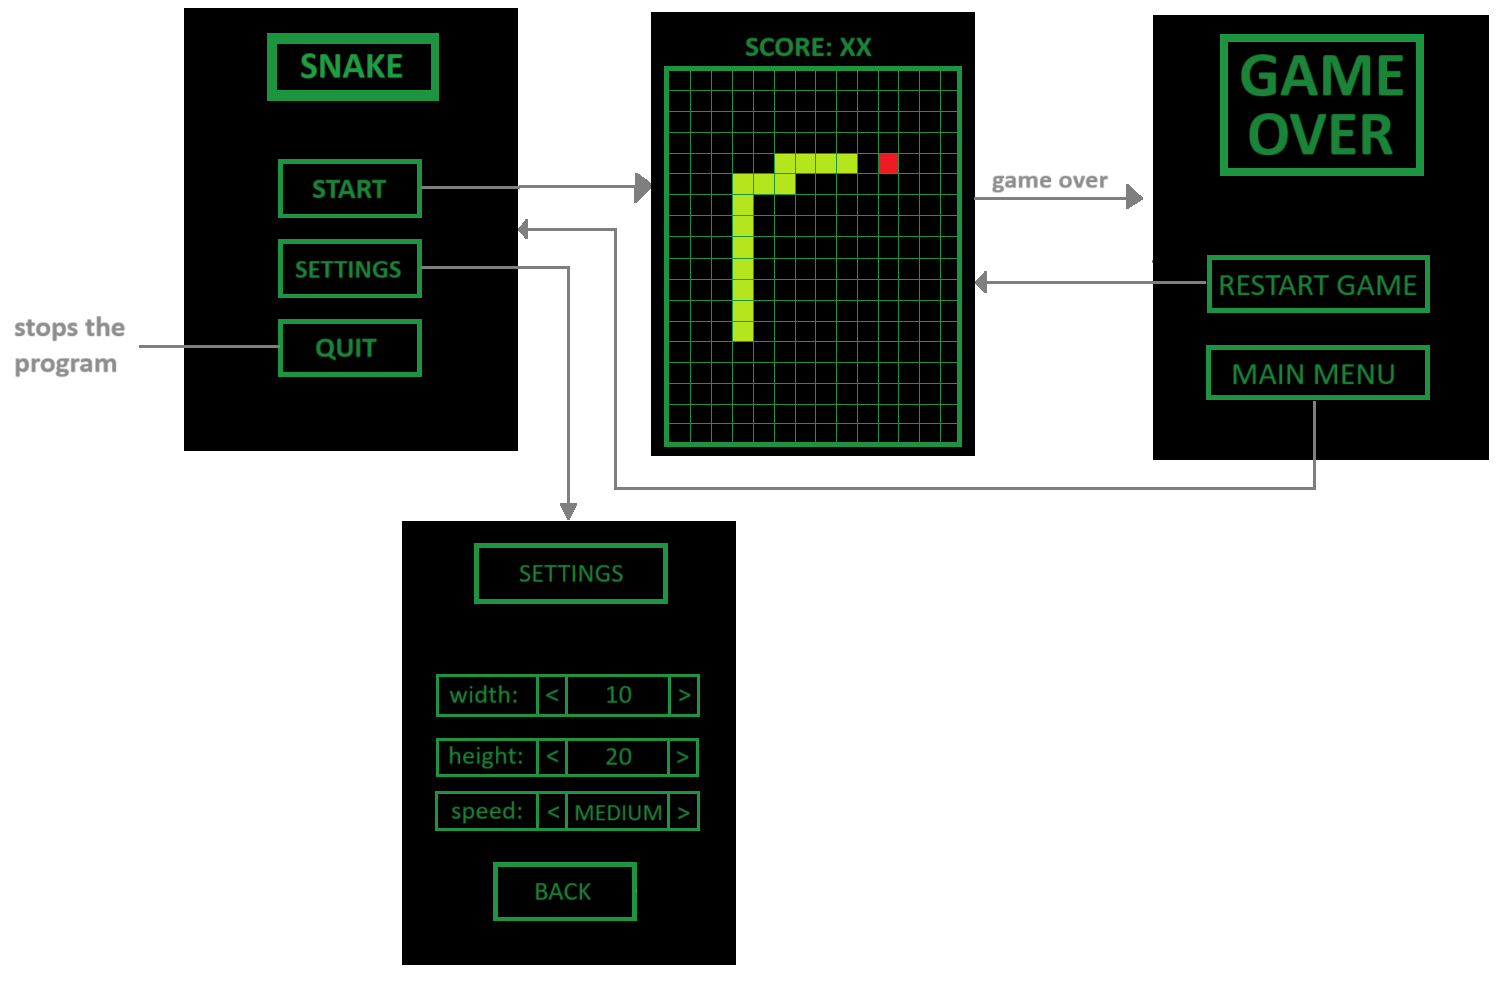 SNAKE
START
SETTINGS
QUIT
stops the
program
SCORE: XX
game over
GAME
OVER
RESTART GAME
MAIN MENU
SETTINGS
width: < 10 >
height: < 20 >
speed: < MEDIUM >
BACK